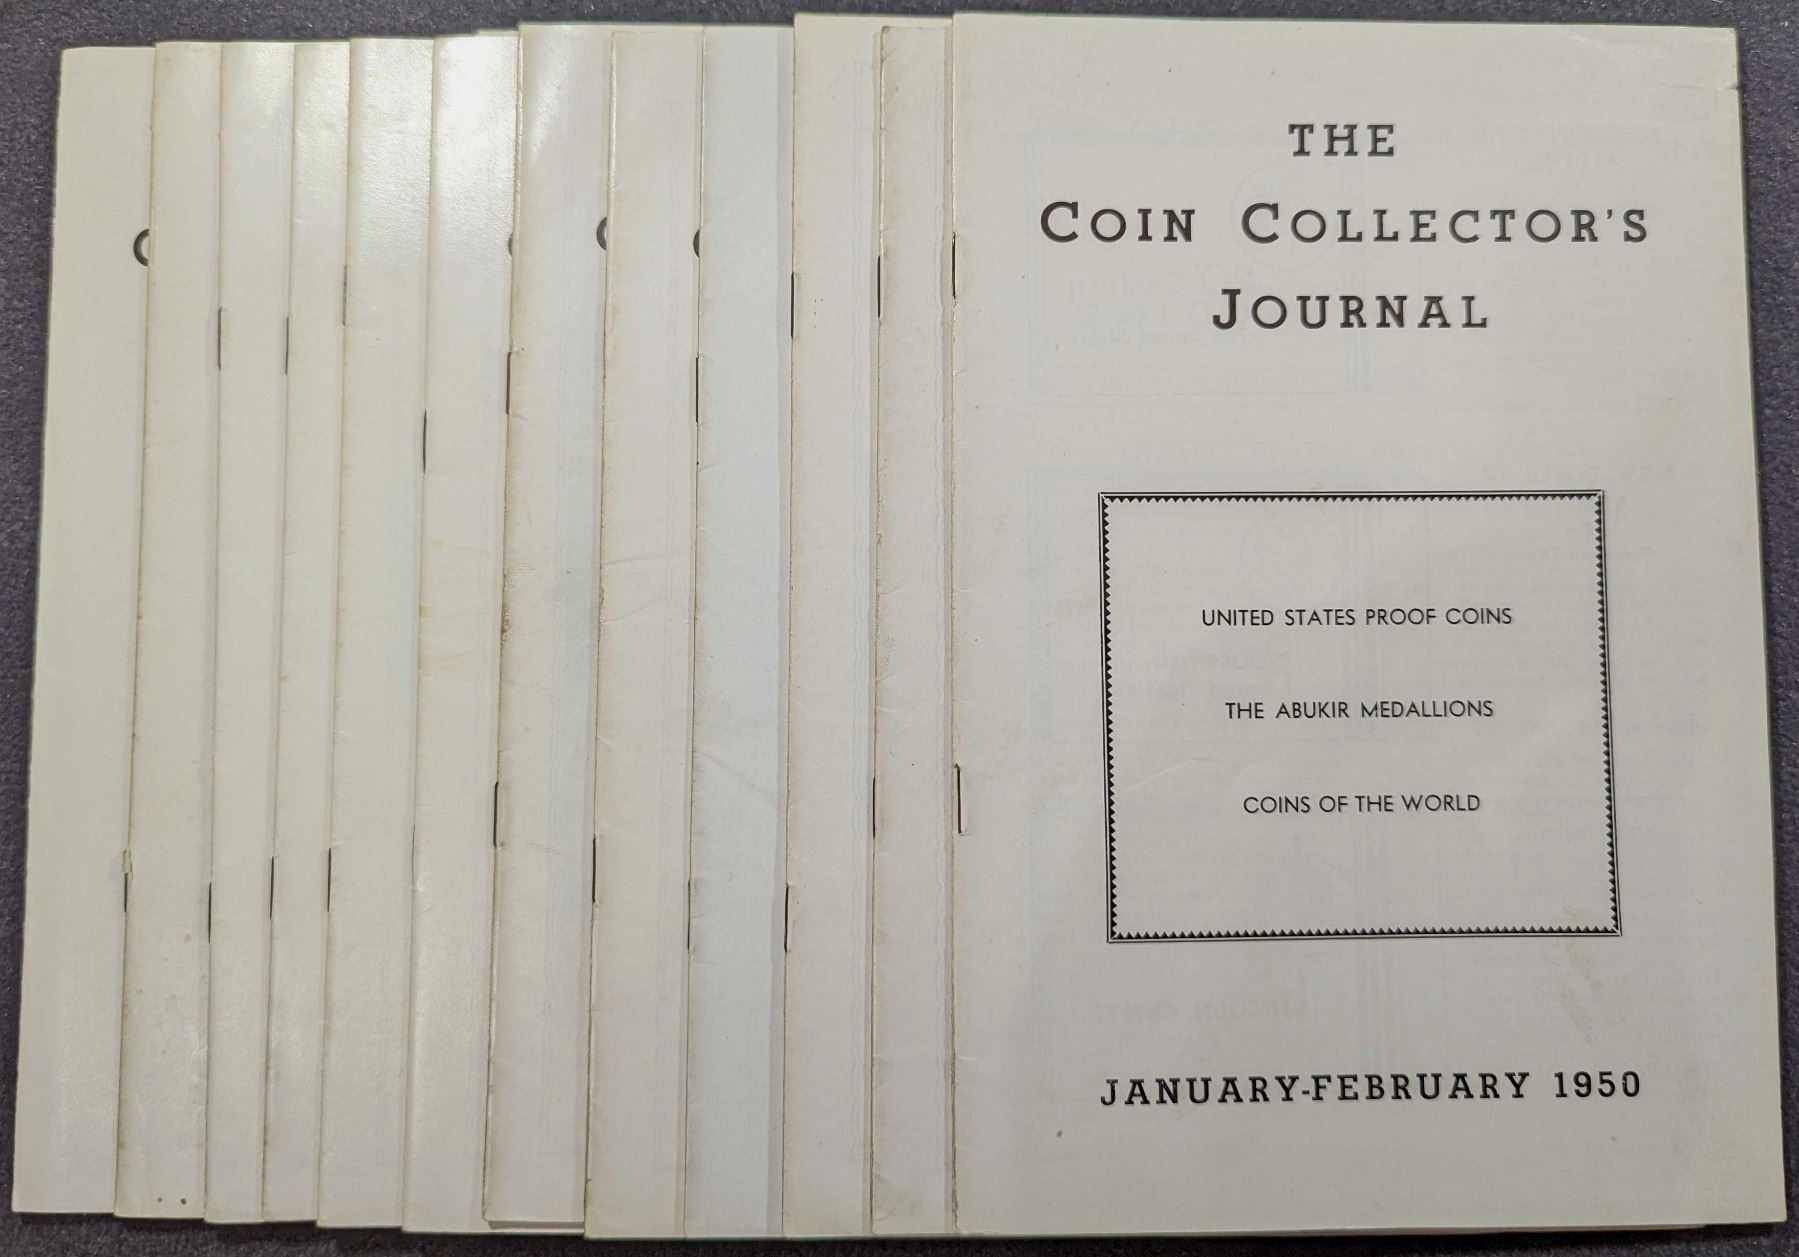 THE
COIN COLLECTOR'S
JOURNAL
UNITED STATES PROOF COINS
THE ABUKIR MEDALLIONS
COINS OF THE WORLD
JANUARY-FEBRUARY 1950